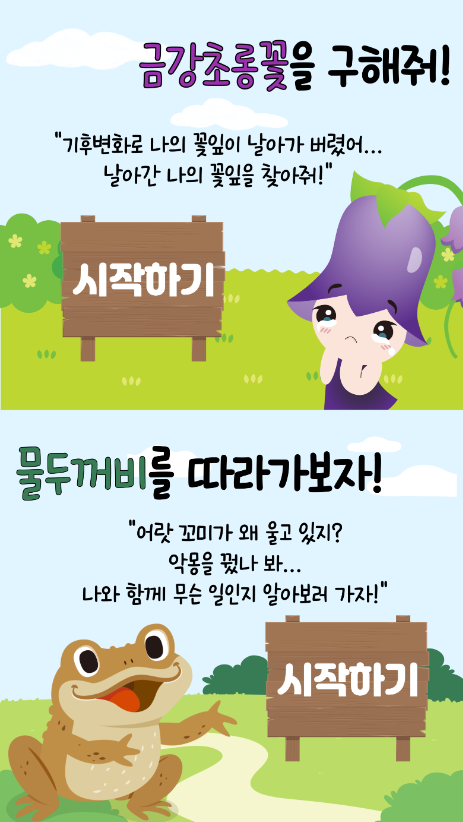 금강초롱꽃을 구해줘!
"기후변화로 나의 꽃잎이 날아가 버렸어...
날아간 나의 꽃잎을 찾아줘!"
시작하기
물두꺼비를 따라가보자!
"어랏 꼬미가 왜 울고 있지?
악몽을 꿨나 봐...
나와 함께 무슨 일인지 알아보러 가자!"
시작하기